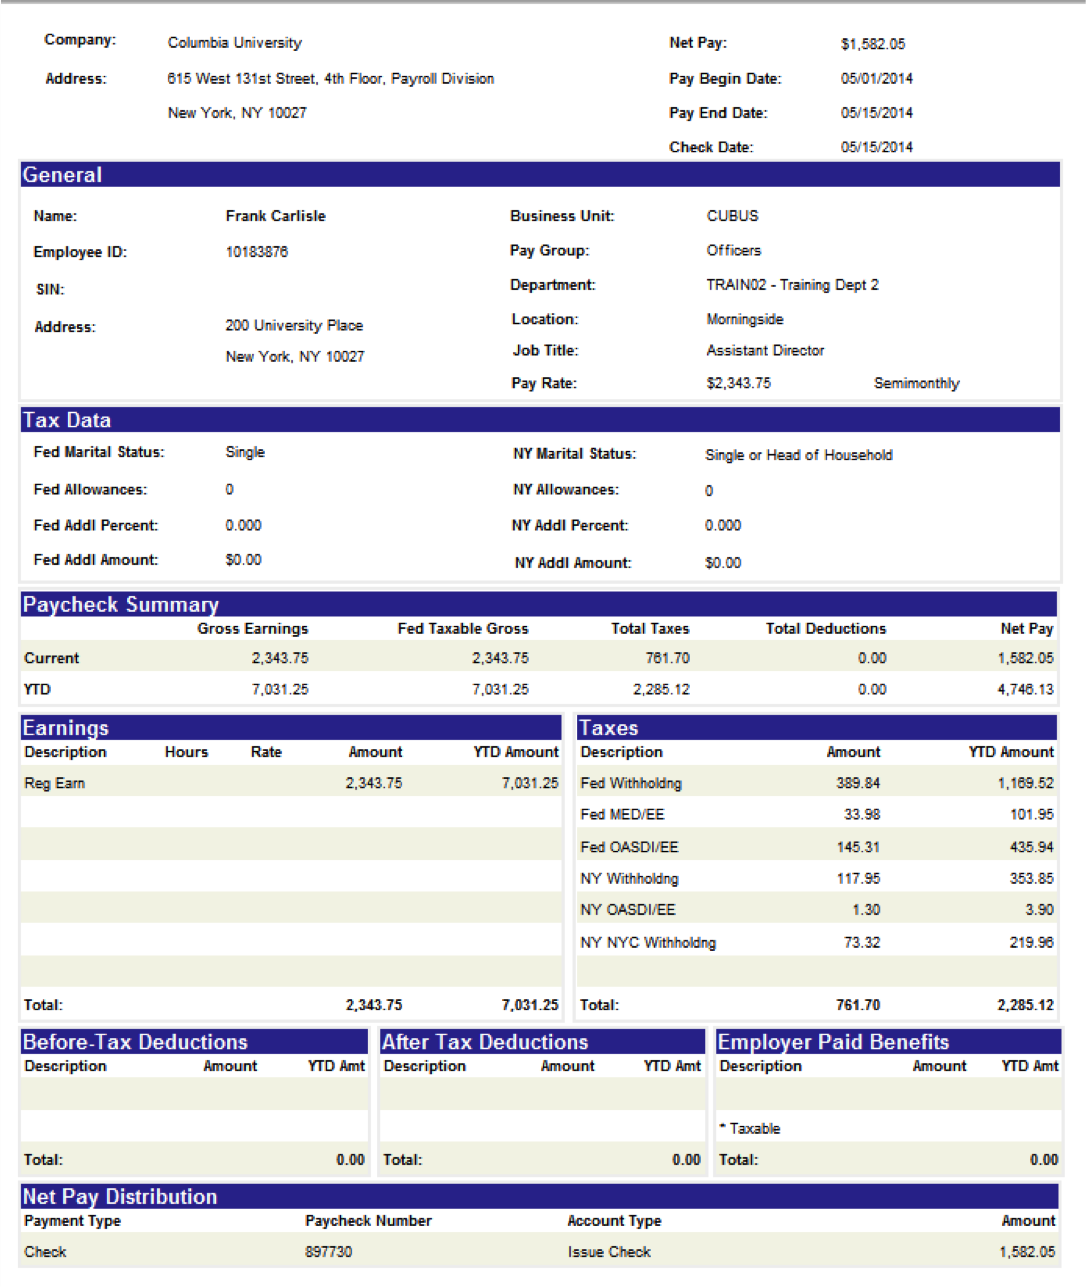 Company: Columbia University Net Pay: $1,582.05
Address: 615 West 131st Street, 4th Floor, Payroll Division Pay Begin Date: 05/01/2014
New York, NY 10027 Pay End Date: 05/15/2014
Check Date: 05/15/2014
General
Name: Frank Carlisle Business Unit: CUBUS
Employee ID: 10183876 Pay Group: Officers
SIN: Department: TRAIN02 - Training Dept 2
Address: 200 University Place Location: Morningside
New York, NY 10027 Job Title: Assistant Director
Pay Rate: $2,343.75 Semimonthly
Tax Data
Fed Marital Status: Single NY Marital Status: Single or Head of Household
Fed Allowances: 0 NY Allowances: 0
Fed Addl Percent: 0.000 NY Addl Percent: 0.000
Fed Addl Amount: $0.00 NY Addl Amount: $0.00
Paycheck Summary
Gross Earnings Fed Taxable Gross Total Taxes Total Deductions Net Pay
Current 2,343.75 2,343.75 761.70 0.00 1,582.05
YTD 7,031.25 7,031.25 2,285.12 0.00 4,746.13
Earnings Taxes
Description Hours Rate Amount YTD Amount Description Amount YTD Amount
Reg Earn 2,343.75 7,031.25 Fed Withholdng 389.84 1,169.52
Fed MED/EE 33.98 101.95
Fed OASDI/EE 145.31 435.94
NY Withholdng 117.95 353.85
NY OASDI/EE 1.30 3.90
NY NYC Withholdng 73.32 219.96
Total: 2,343.75 7,031.25 Total: 761.70 2,285.12
Before-Tax Deductions After Tax Deductions Employer Paid Benefits
Description Amount YTD Amt Description Amount YTD Amt Description Amount YTD Amt
* Taxable
Total: 0.00 Total: 0.00 Total: 0.00
Net Pay Distribution
Payment Type Paycheck Number Account Type Amount
Check 897730 Issue Check 1,582.05